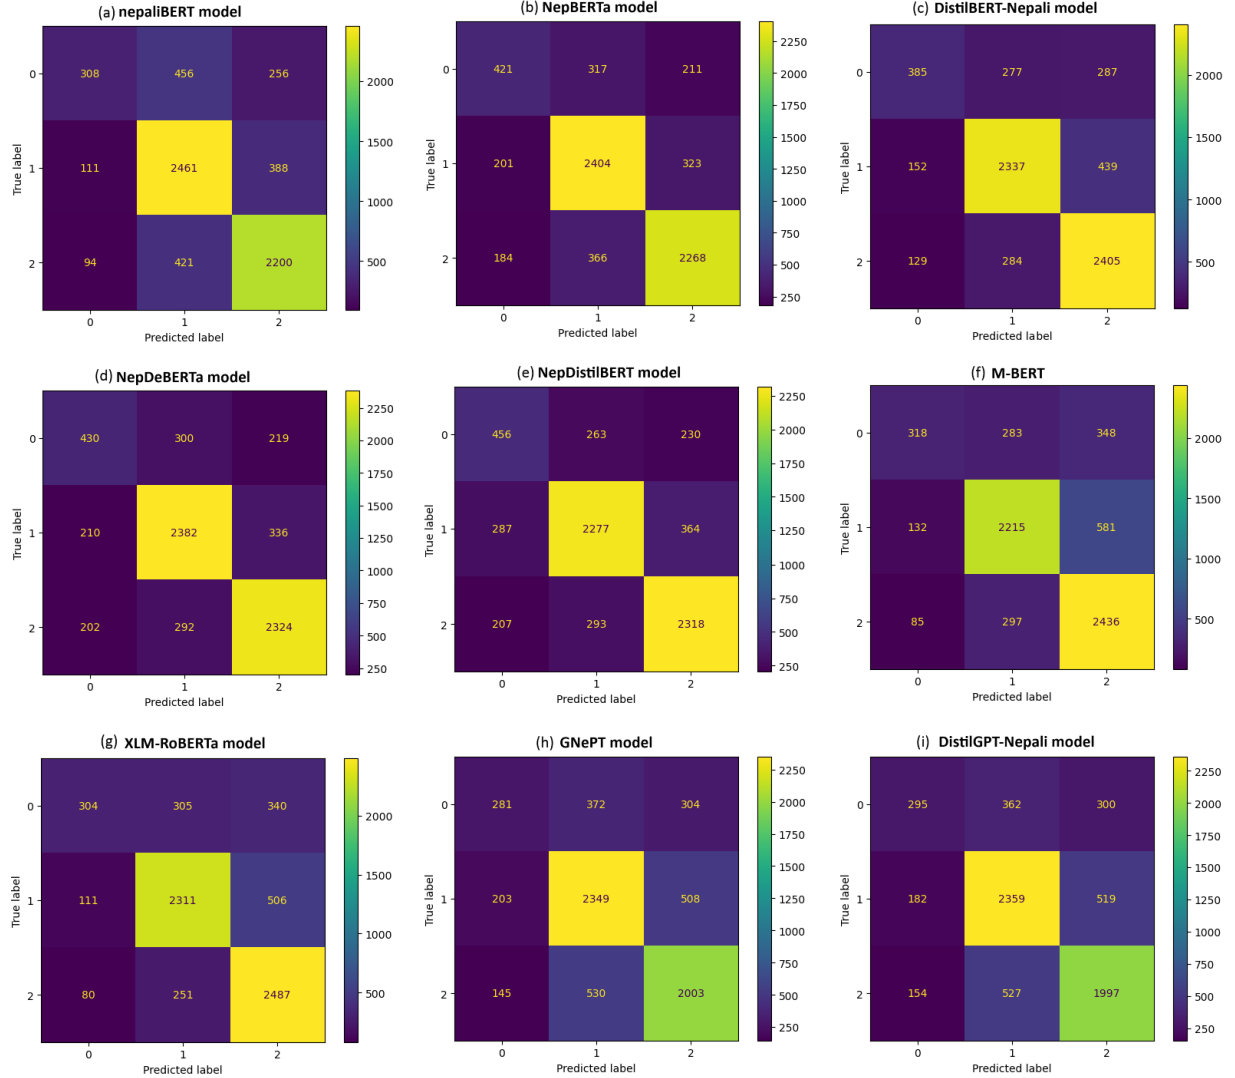 (a) nepaliBERT model
True label
0
308 456 256
1
111 2461 388
2
94 421 2200
0 1 2
Predicted label
2000
1500
1000
500
(b) NepBERTa model
True label
0
421 317 211
1
201 2404 323
2
184 366 2268
0 1 2
Predicted label
2250
2000
1750
1500
1250
1000
750
500
250
(c) DistilBERT-Nepali model
True label
0
385 277 287
1
152 2337 439
2
129 284 2405
0 1 2
Predicted label
2000
1500
1000
500
(d) NepDeBERTa model
True label
0
430 300 219
1
210 2382 336
2
202 292 2324
0 1 2
Predicted label
2250
2000
1750
1500
1250
1000
750
500
250
(e) NepDistilBERT model
True label
0
456 263 230
1
287 2277 364
2
207 293 2318
0 1 2
Predicted label
2250
2000
1750
1500
1250
1000
750
500
250
(f) M-BERT
True label
0
318 283 348
1
132 2215 581
2
85 297 2436
0 1 2
Predicted label
2000
1500
1000
500
(g) XLM-RoBERTa model
True label
0
304 305 340
1
111 2311 506
2
80 251 2487
0 1 2
Predicted label
2000
1500
1000
500
(h) GNePT model
True label
0
281 372 304
1
203 2349 508
2
145 530 2003
0 1 2
Predicted label
2250
2000
1750
1500
1250
1000
750
500
250
(i) DistilGPT-Nepali model
True label
0
295 362 300
1
182 2359 519
2
154 527 1997
0 1 2
Predicted label
2250
2000
1750
1500
1250
1000
750
500
250